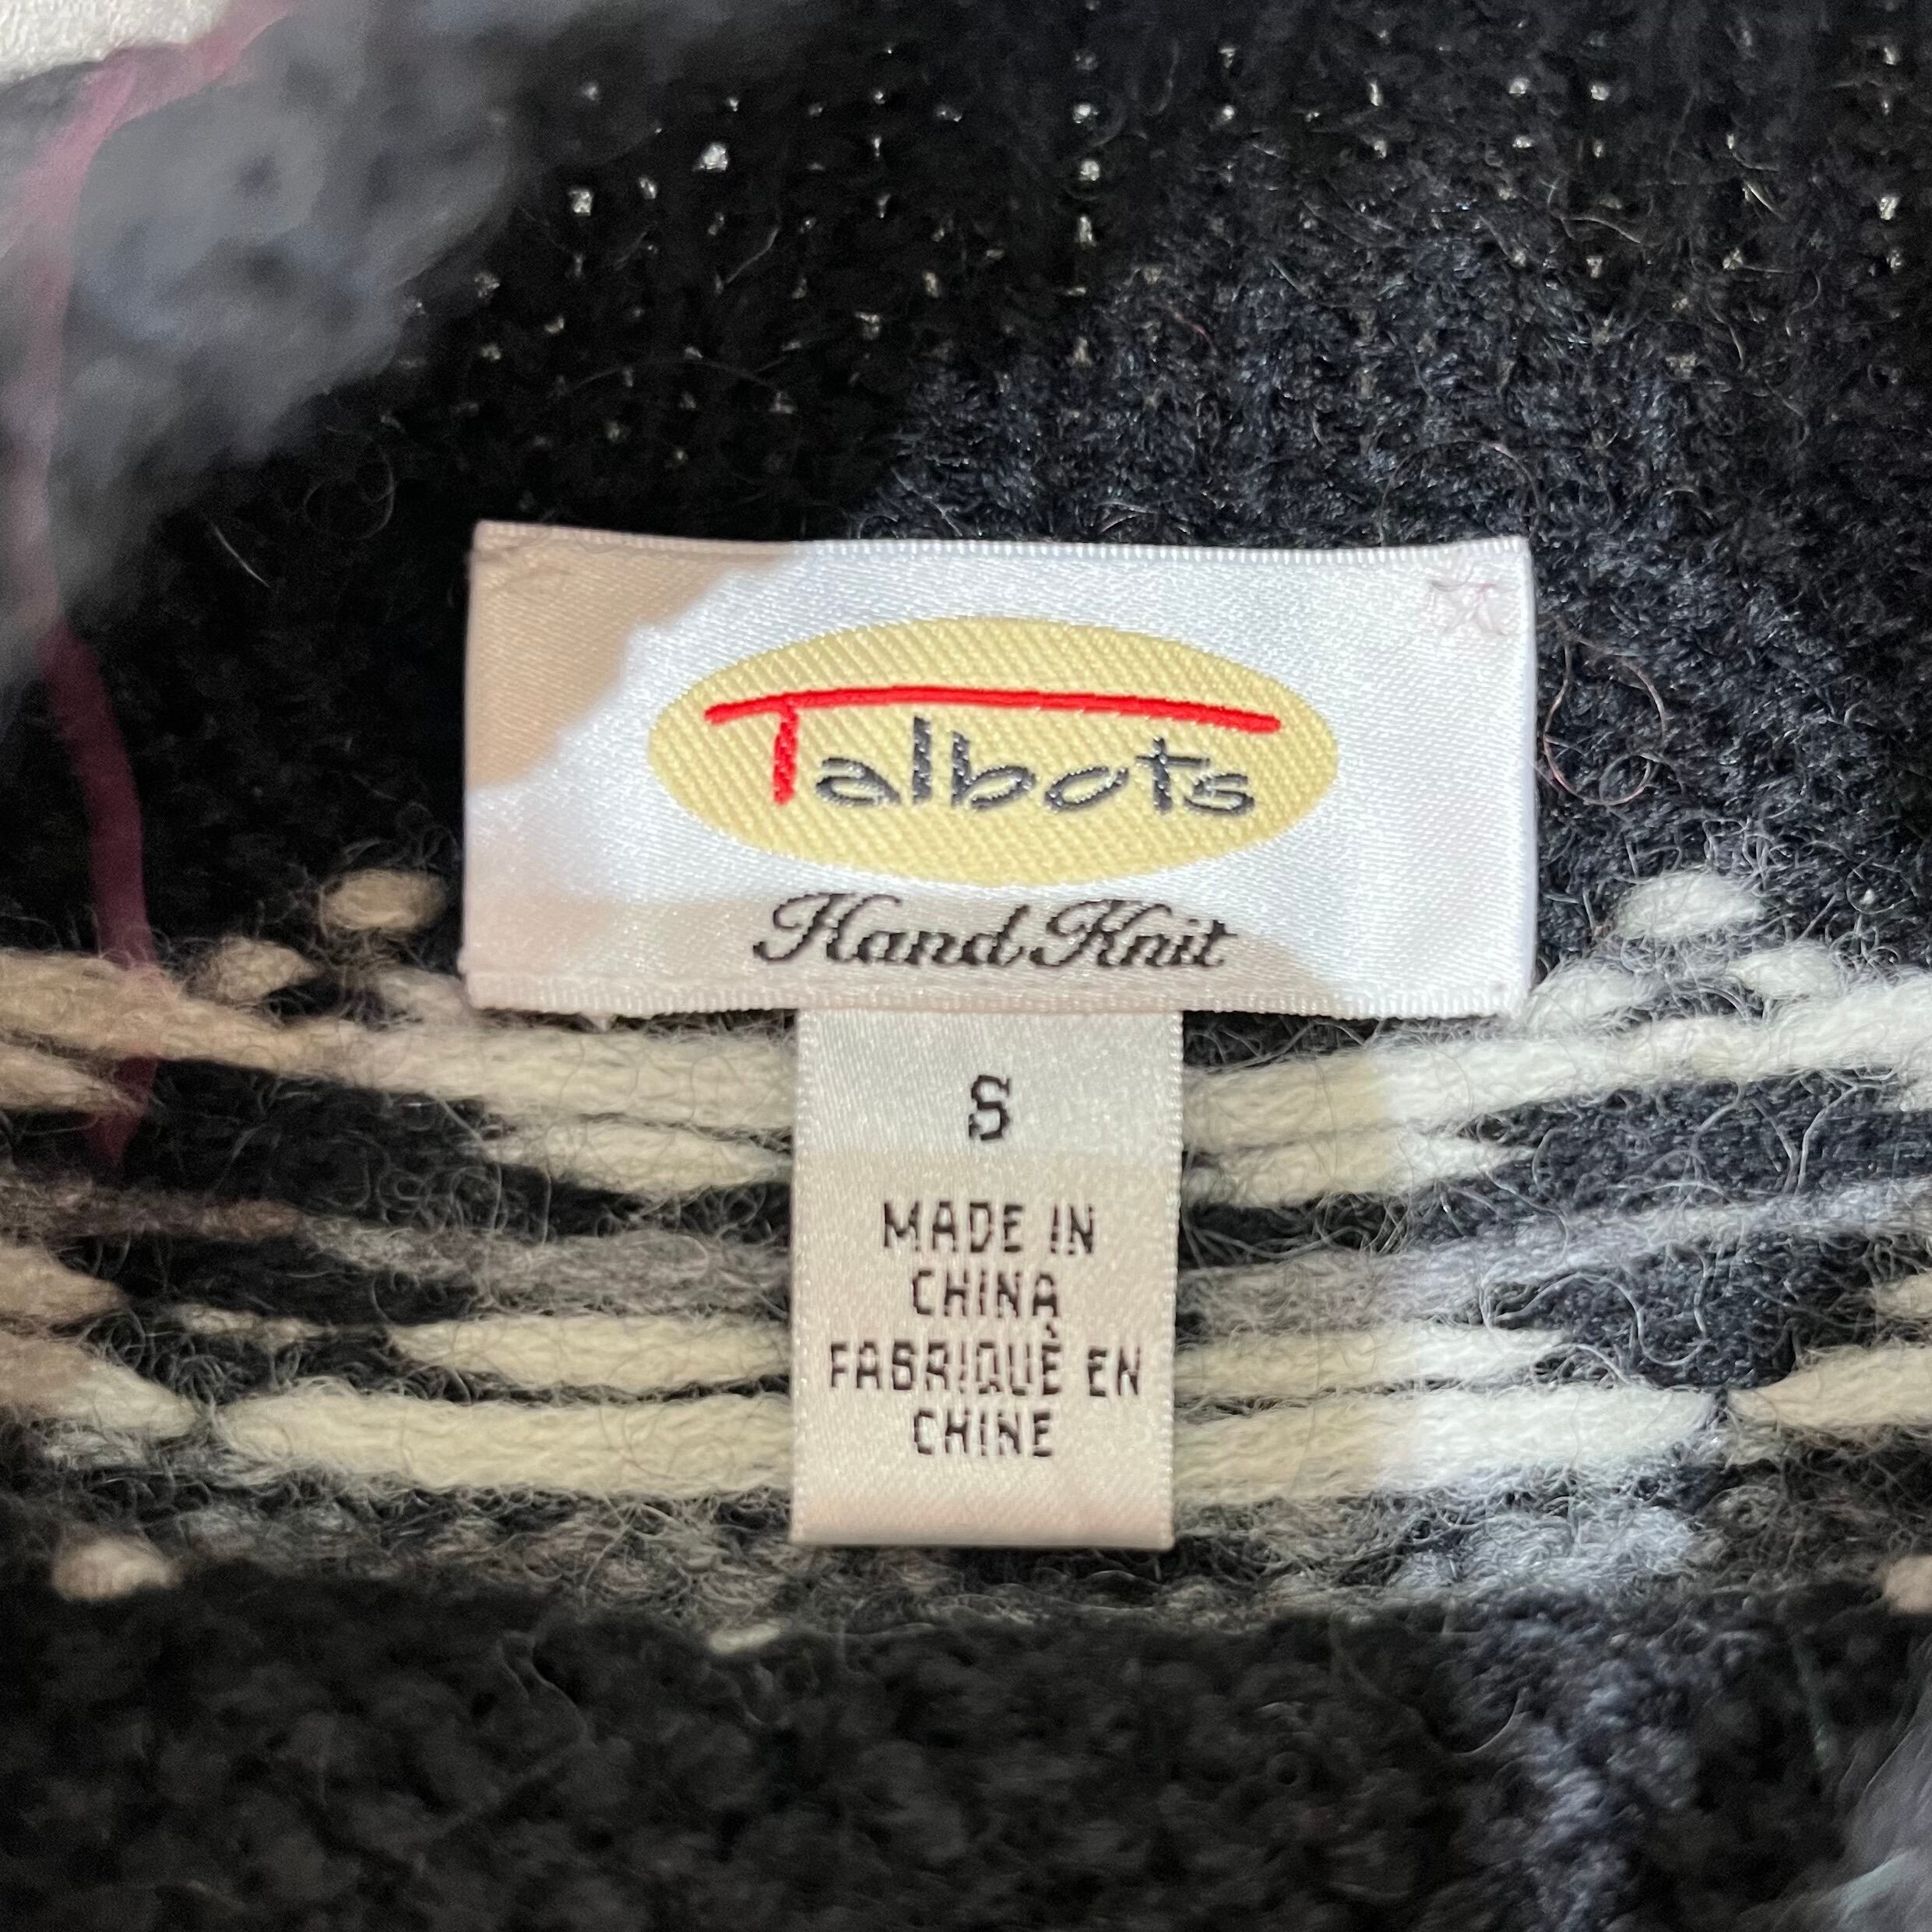 Talbots
Hand Knit
S
MADE IN
CHINA
FABRIQUÈ EN
CHINE